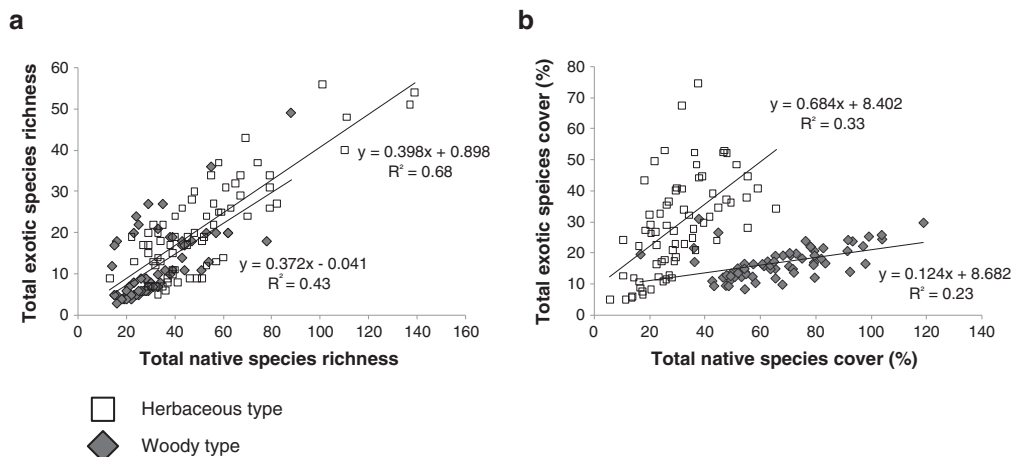 a
Total exotic species richness
60
50
40
30
20
10
0
y = 0.398x + 0.898
R² = 0.68
y = 0.372x - 0.041
R² = 0.43
0 20 40 60 80 100 120 140 160
Total native species richness
b
Total exotic speices cover (%)
80
70
60
50
40
30
20
10
0
y = 0.684x + 8.402
R² = 0.33
y = 0.124x + 8.682
R² = 0.23
0 20 40 60 80 100 120 140
Total native species cover (%)
Herbaceous type
Woody type